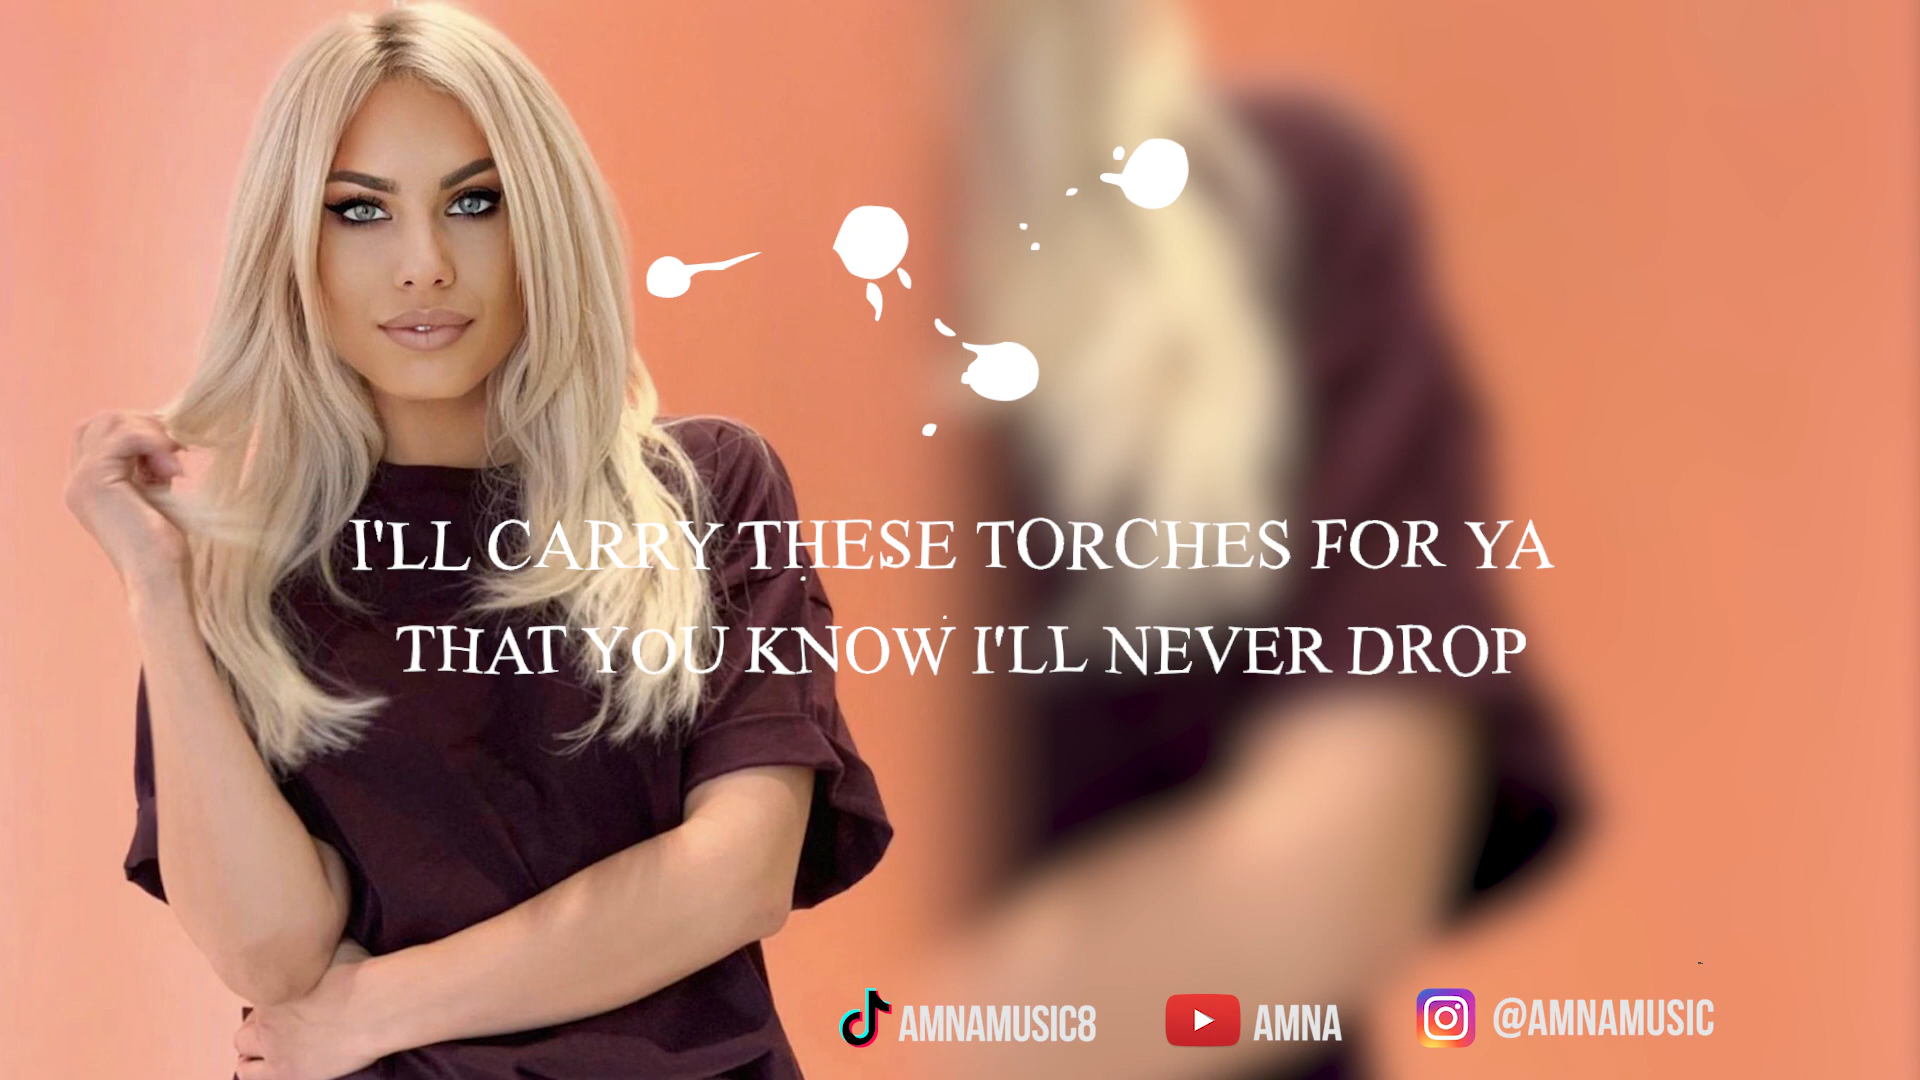 I'LL CARRY THESE TORCHES FOR YA
THAT YOU KNOW I'LL NEVER DROP
AMNAMUSIC8 AMNA @AMNAMUSIC